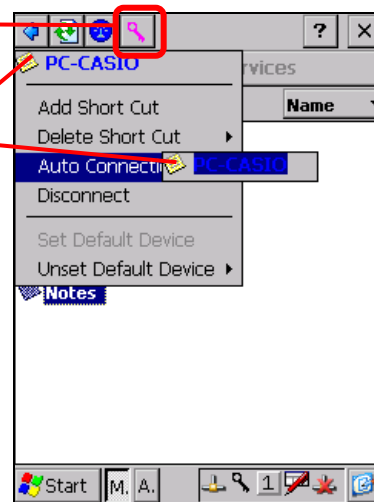 ?
PC-CASIO
rvices
Add Short Cut
Name
Delete Short Cut
Auto Connecti
PC-CASIO
Disconnect
Set Default Device
Unset Default Device
Notes
Start M. A. 1